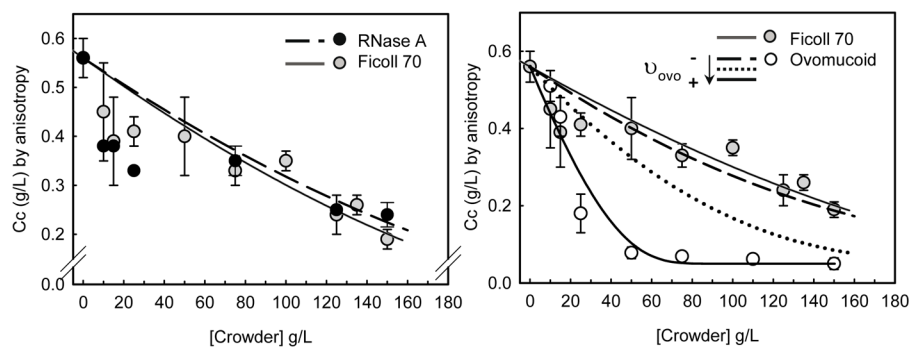 0.6
0.5
0.4
0.3
0.2
0.0
Cc (g/L) by anisotropy
RNase A
Ficoll 70
0 20 40 60 80 100 120 140 160 180
[Crowder] g/L
0.6
0.4
0.2
0.0
Cc (g/L) by anisotropy
Ficoll 70
Ovomucoid
υovo
-
+
0 20 40 60 80 100 120 140 160 180
[Crowder] g/L